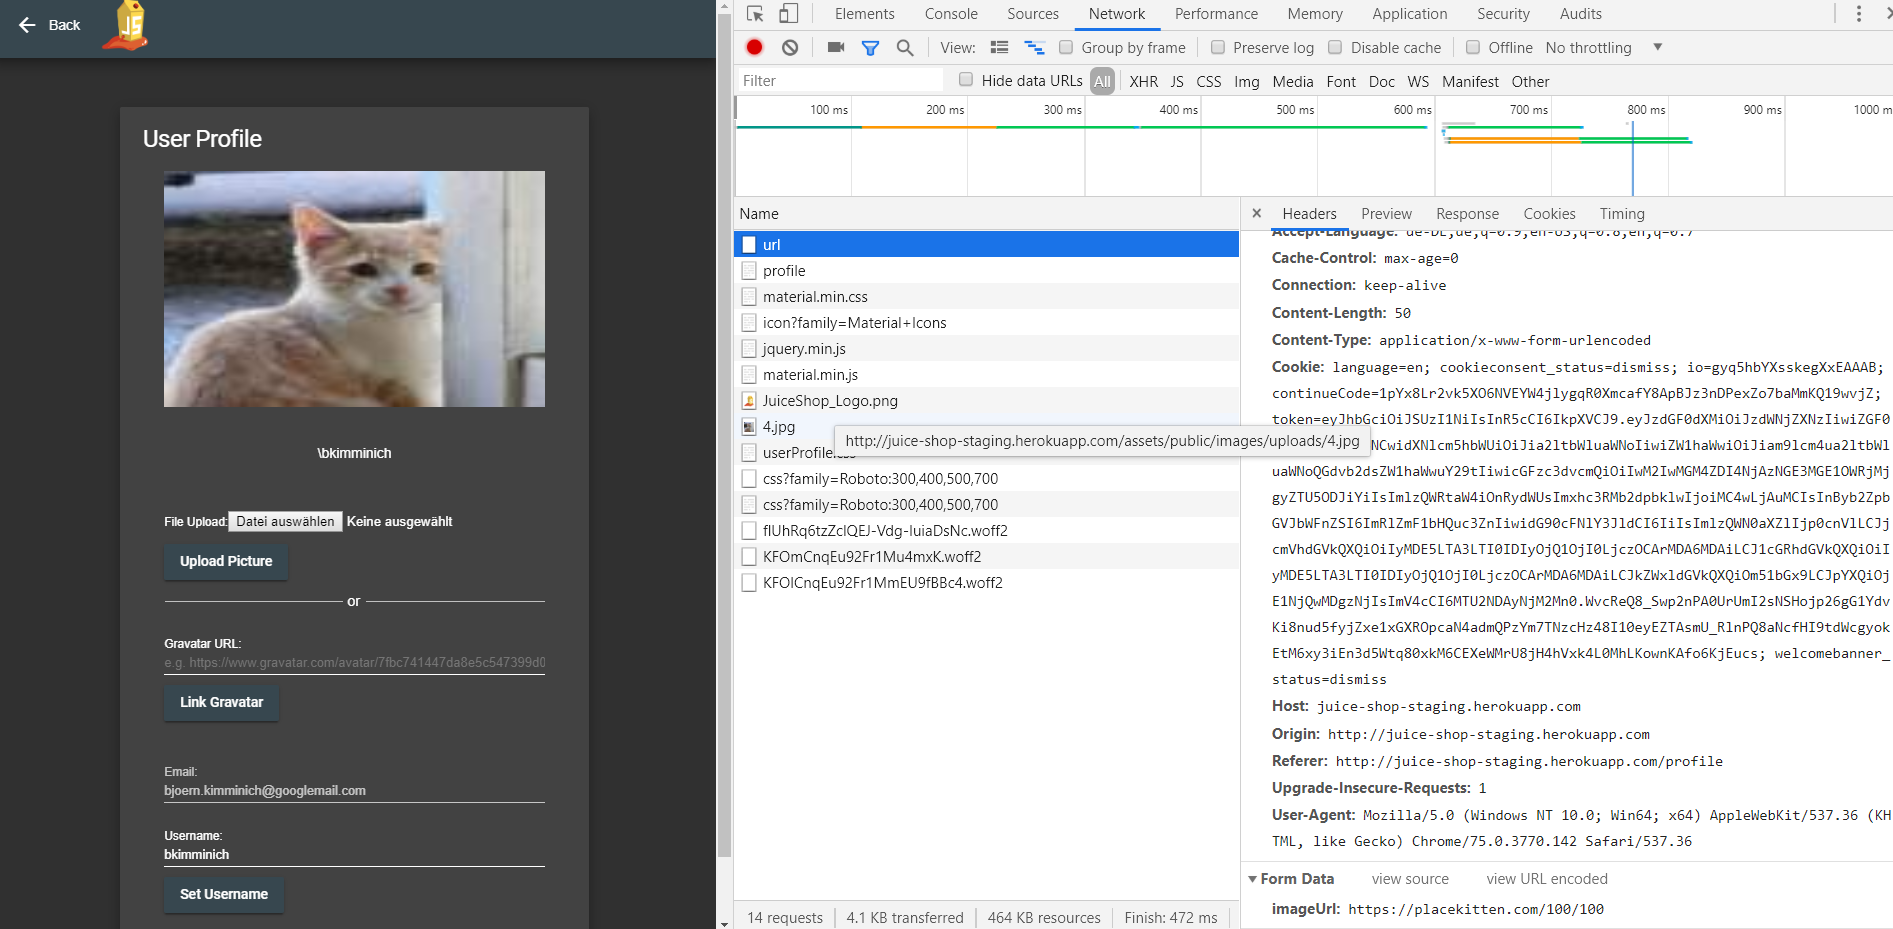 Back
JS
User Profile
\bkimminich
File Upload: Datei auswählen Keine ausgewählt
Upload Picture
or
Gravatar URL:
e.g. https://www.gravatar.com/avatar/7fbc741447da8e5c547399d0
Link Gravatar
Email:
bjoern.kimminich@googlemail.com
Username:
bkimminich
Set Username
Elements Console Sources Network Performance Memory Application Security Audits
View: Group by frame Preserve log Disable cache Offline No throttling
Filter Hide data URLs All XHR JS CSS Img Media Font Doc WS Manifest Other
100 ms 200 ms 300 ms 400 ms 500 ms 600 ms 700 ms 800 ms 900 ms 1000 m
Name
url
profile
material.min.css
icon?family=Material+Icons
jquery.min.js
material.min.js
JuiceShop_Logo.png
4.jpg
http://juice-shop-staging.herokuapp.com/assets/public/images/uploads/4.jpg
css?family=Roboto:300,400,500,700
css?family=Roboto:300,400,500,700
KFOmCnqEu92Fr1Mu4mxK.woff2
KFOlCnqEu92Fr1MmEU9fBBc4.woff2
14 requests 4.1 KB transferred 464 KB resources Finish: 472 ms
Headers Preview Response Cookies Timing
Accept-Language: de-DE,de;q=0.9,en-US;q=0.8,en;q=0.7
Cache-Control: max-age=0
Connection: keep-alive
Content-Length: 50
Content-Type: application/x-www-form-urlencoded
Cookie: language=en; cookieconsent_status=dismiss; io=gyq5hbYXsskegXxEAAAB;
continueCode=1pYx8Lr2vk5XO6NVEYW4jlygqR0XmcafY8ApBJz3nDPexZo7baMmKQ19wvjZ;
welcomebanner_
status=dismiss
Host: juice-shop-staging.herokuapp.com
Origin: http://juice-shop-staging.herokuapp.com
Referer: http://juice-shop-staging.herokuapp.com/profile
Upgrade-Insecure-Requests: 1
User-Agent: Mozilla/5.0 (Windows NT 10.0; Win64; x64) AppleWebKit/537.36 (KH
TML, like Gecko) Chrome/75.0.3770.142 Safari/537.36
Form Data view source view URL encoded
imageUrl: https://placekitten.com/100/100